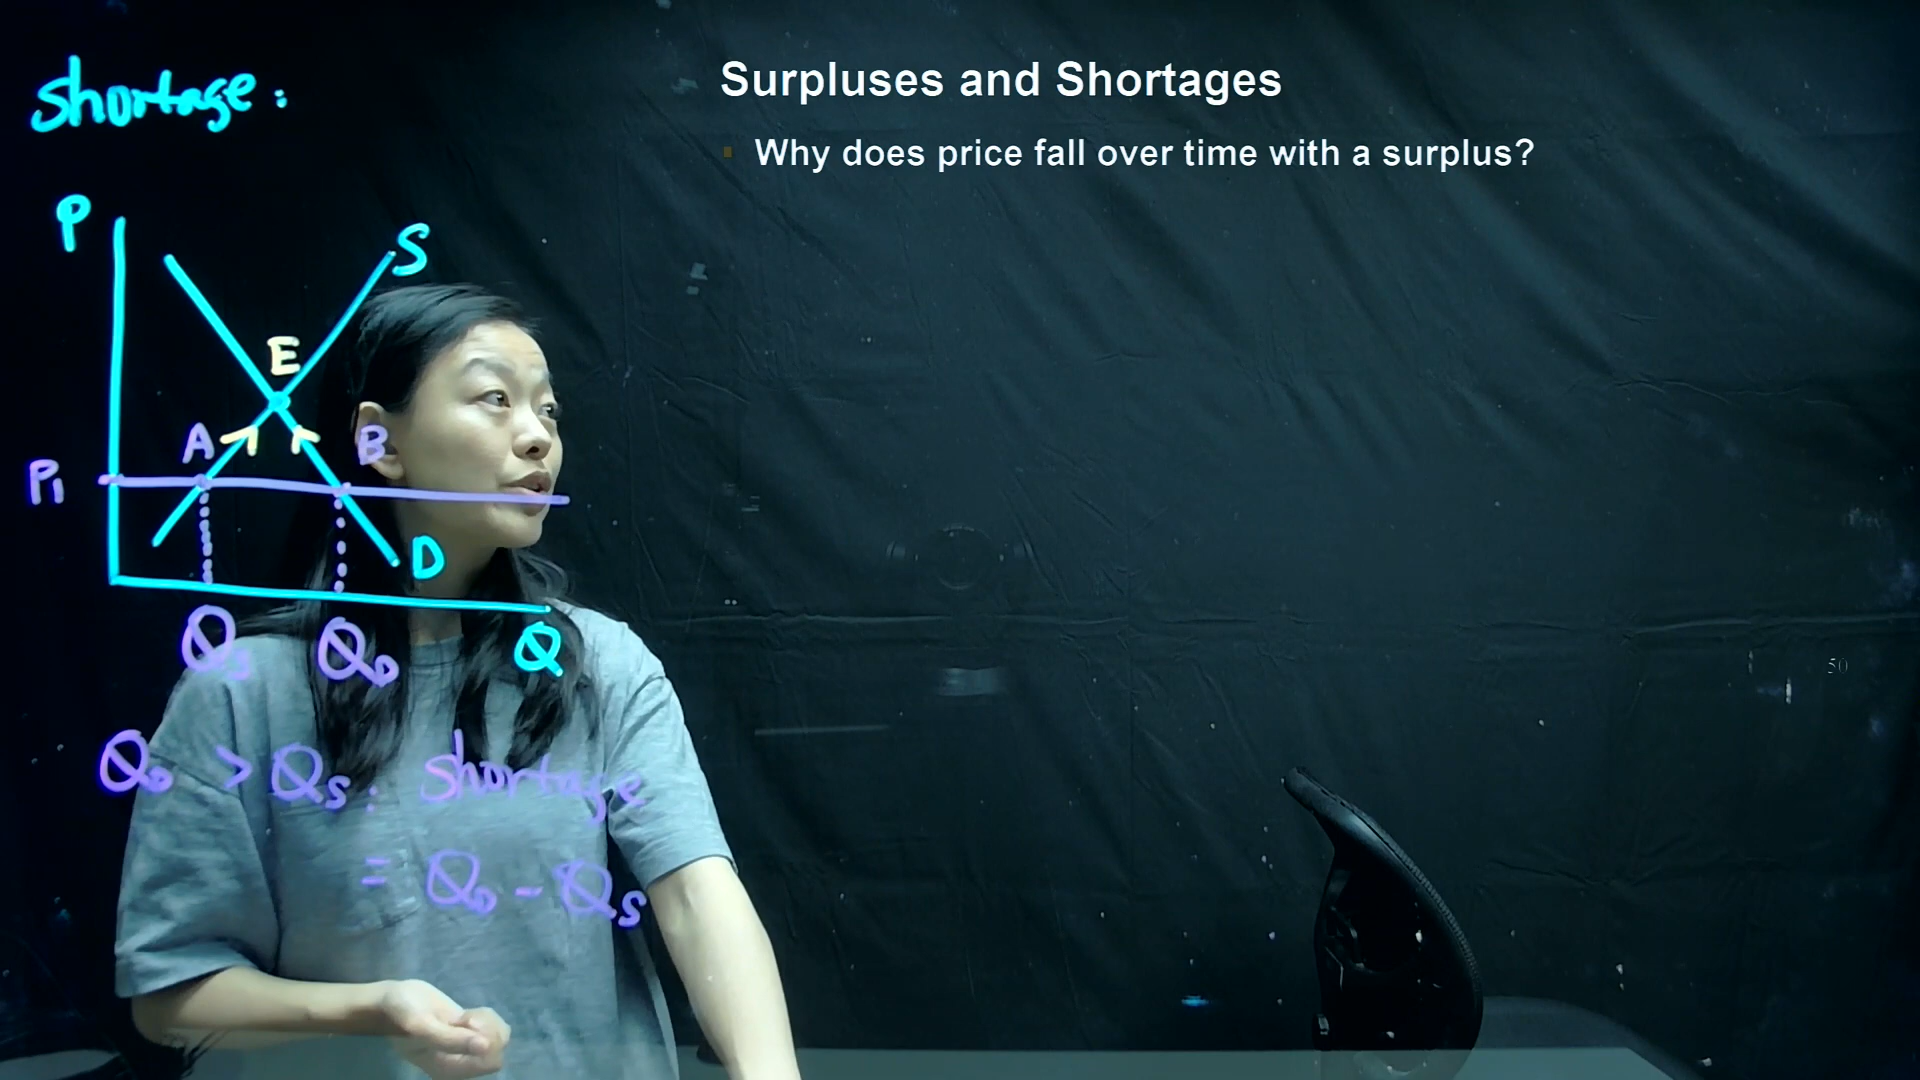 Shortage:
P
S
E
A
B
P1
D
Qs
QD
Q
QD > Qs: Shortage
= QD - Qs
Surpluses and Shortages
Why does price fall over time with a surplus?
50